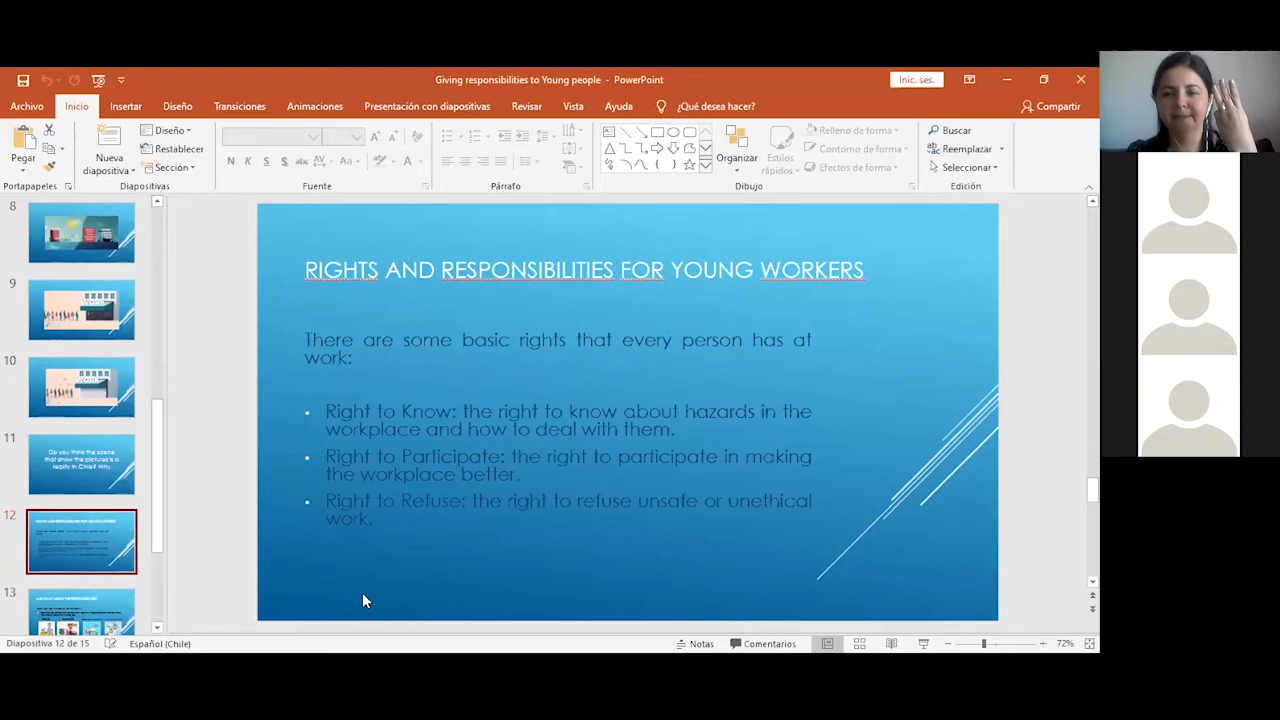 Giving responsibilities to Young people - PowerPoint
Inic. ses.
Archivo Inicio Insertar Diseño Transiciones Animaciones Presentación con diapositivas Revisar Vista Ayuda ¿Qué desea hacer? Compartir
Pegar
Nueva diapositiva
Diseño
Restablecer
Sección
N K S S abc AV Aa A
Organizar
Estilos rápidos
Relleno de forma
Contorno de forma
Efectos de forma
Buscar
Reemplazar
Seleccionar
Portapapeles Diapositivas Fuente Párrafo Dibujo Edición
8
9
10
11
Do you think the scene
that show the pictures is a
reality in Chile? Why
12
13
RIGHTS AND RESPONSIBILITIES FOR YOUNG WORKERS
There are some basic rights that every person has at
work:
• Right to Know: the right to know about hazards in the
workplace and how to deal with them.
• Right to Participate: the right to participate in making
the workplace better.
• Right to Refuse: the right to refuse unsafe or unethical
work.
Diapositiva 12 de 15 Español (Chile) Notas Comentarios 72%